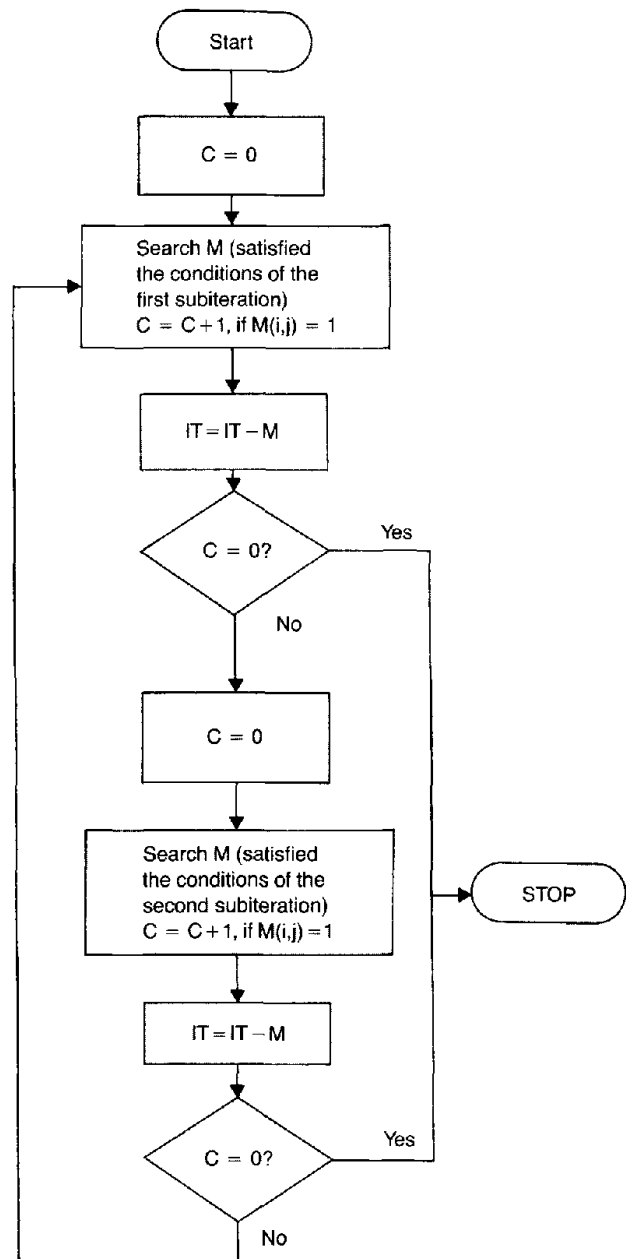 Start
C = 0
Search M (satisfied
the conditions of the
first subiteration)
C = C+1, if M(i,j) = 1
IT = IT − M
C = 0?
Yes
No
C = 0
Search M (satisfied
the conditions of the
second subiteration)
C = C+1, if M(i,j) = 1
STOP
IT = IT − M
C = 0?
Yes
No